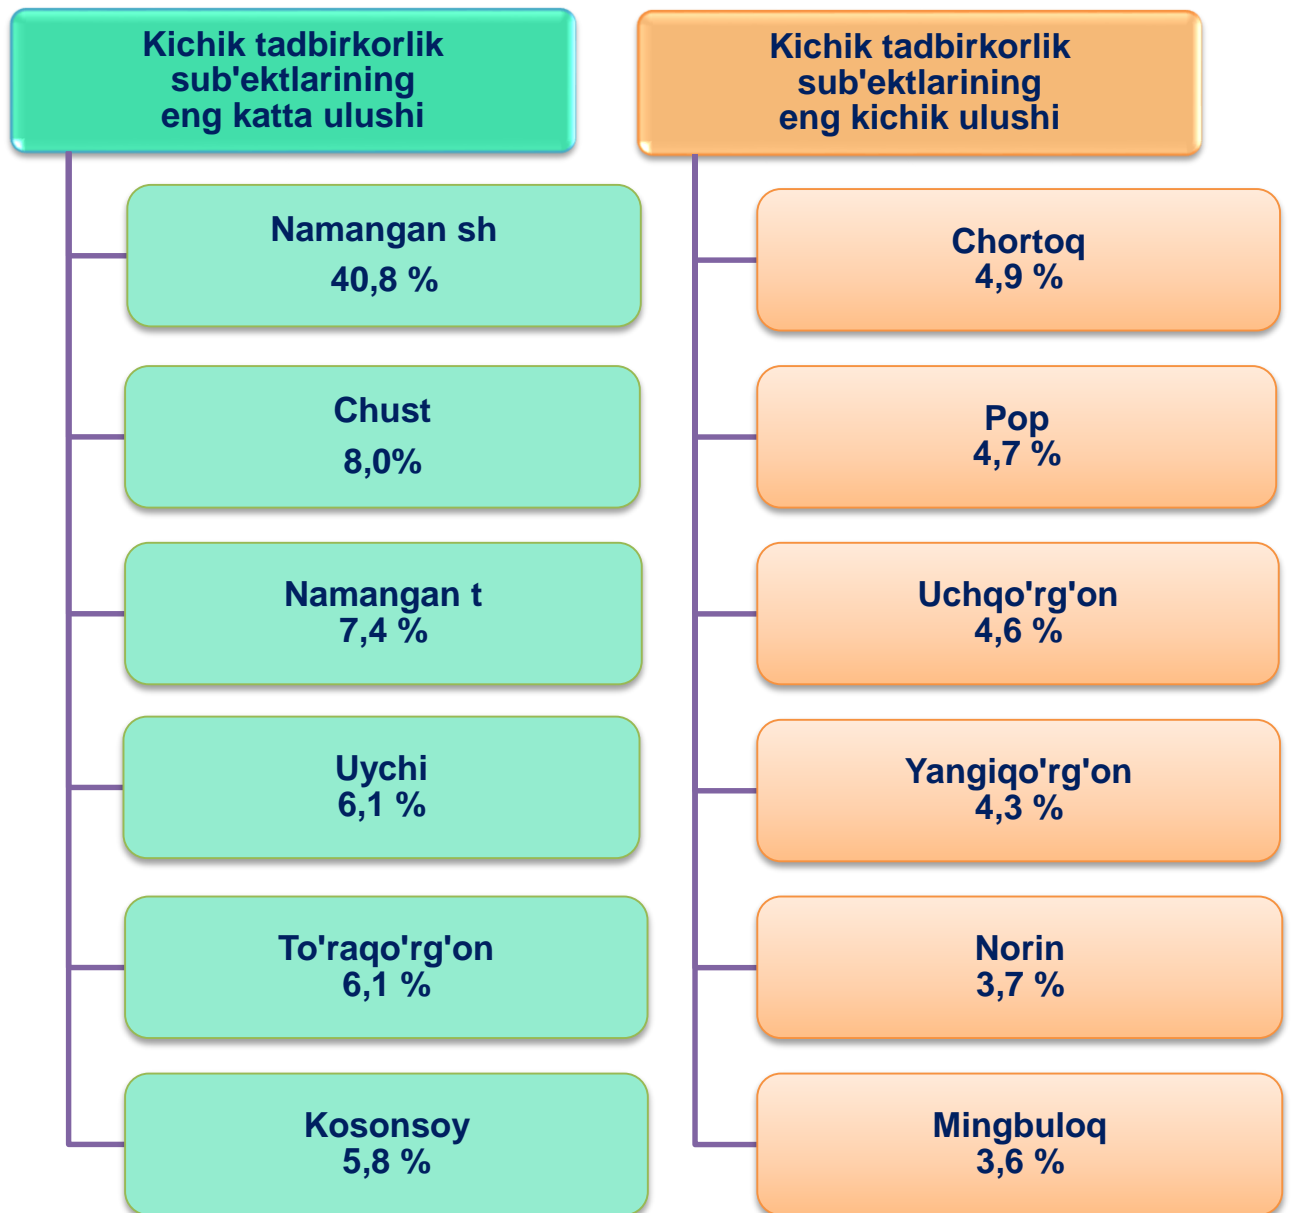 Kichik tadbirkorlik
sub'ektlarining
eng katta ulushi
Namangan sh
40,8 %
Chust
8,0%
Namangan t
7,4 %
Uychi
6,1 %
To'raqo'rg'on
6,1 %
Kosonsoy
5,8 %
Kichik tadbirkorlik
sub'ektlarining
eng kichik ulushi
Chortoq
4,9 %
Pop
4,7 %
Uchqo'rg'on
4,6 %
Yangiqo'rg'on
4,3 %
Norin
3,7 %
Mingbuloq
3,6 %